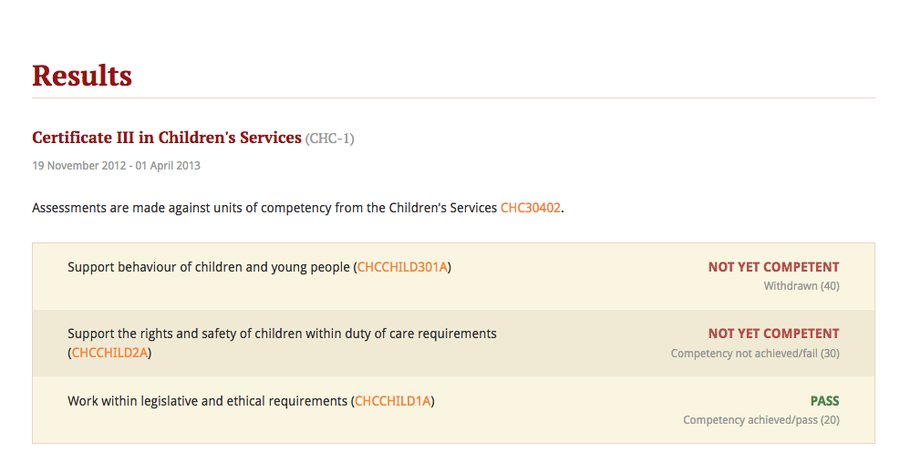 Results
Certificate III in Children's Services (CHC-1)
19 November 2012 - 01 April 2013
Assessments are made against units of competency from the Children's Services CHC30402.
Support behaviour of children and young people (CHCCHILD301A)
NOT YET COMPETENT
Withdrawn (40)
Support the rights and safety of children within duty of care requirements
(CHCCHILD2A)
NOT YET COMPETENT
Competency not achieved/fail (30)
Work within legislative and ethical requirements (CHCCHILD1A)
PASS
Competency achieved/pass (20)